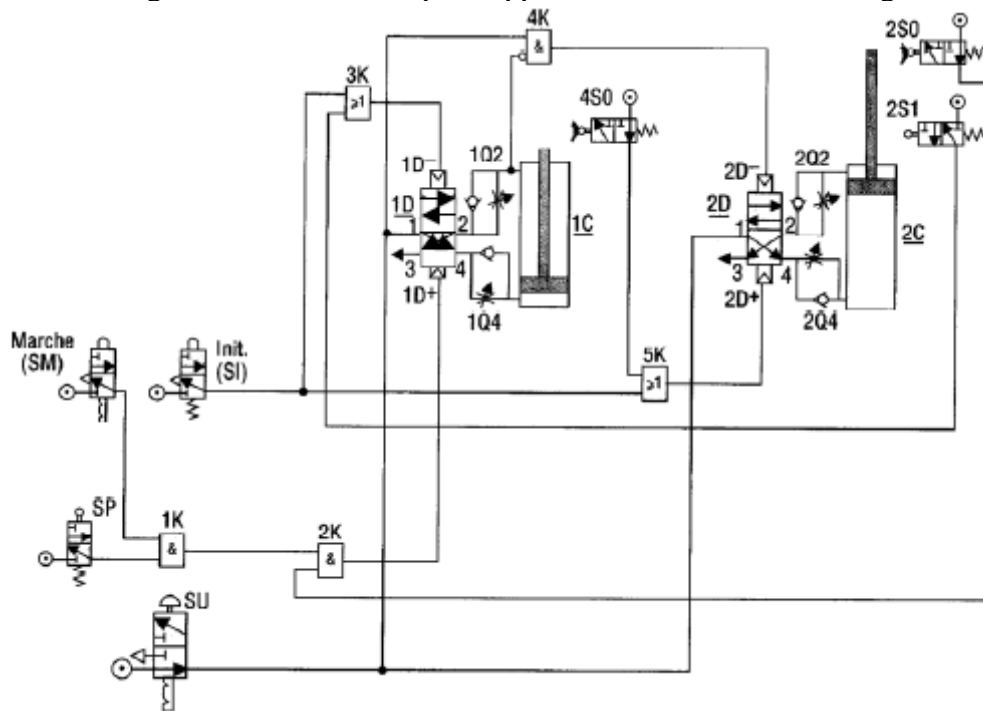 4K
&
2S0
3K
≥1
4S0
2S1
1D-
1Q2
1D
1
2
1C
3
4
1D+
1Q4
2D-
2Q2
2D
1
2
2C
3
4
2D+
2Q4
Marche
(SM)
Init.
(SI)
5K
≥1
SP
1K
&
2K
&
SU